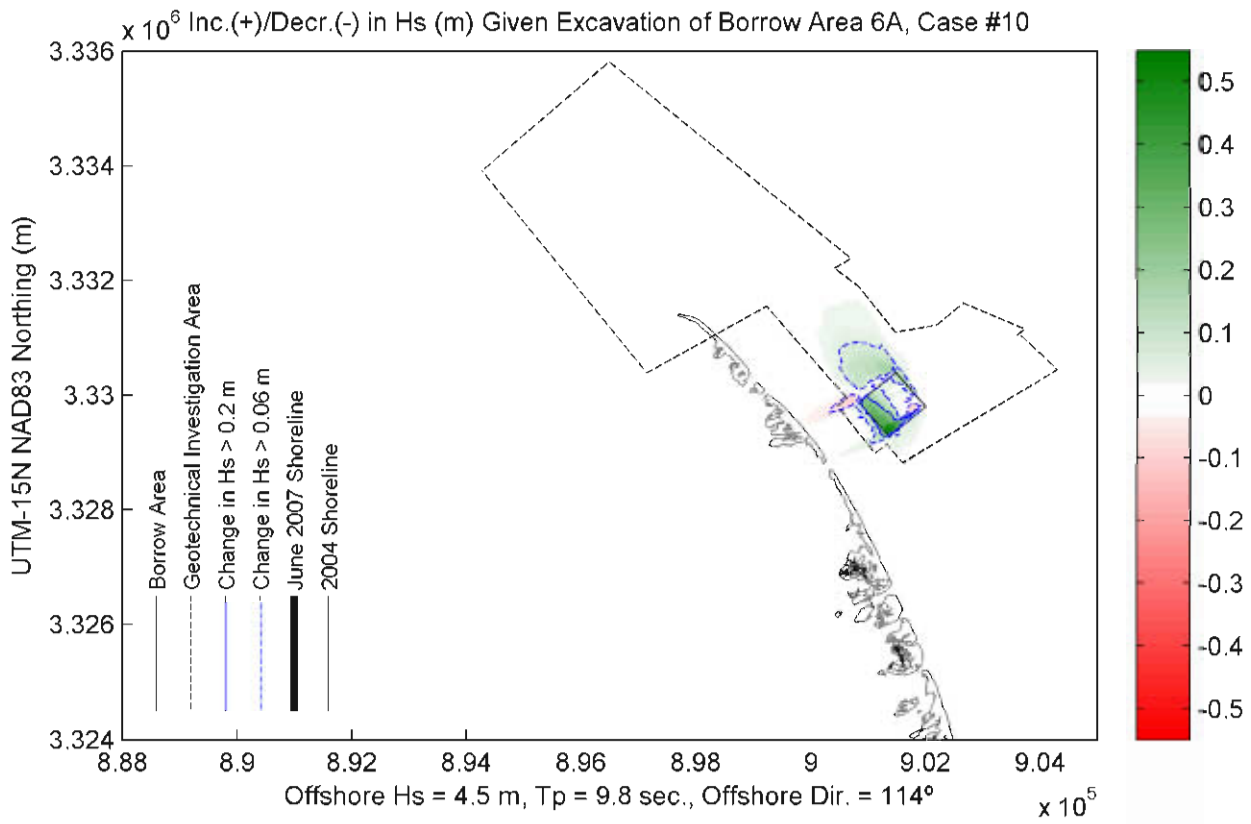 x 10^6 Inc.(+)/Decr.(-) in Hs (m) Given Excavation of Borrow Area 6A, Case #10
UTM-15N NAD83 Northing (m)
3.336
3.334
3.332
3.33
3.328
3.326
3.324
Borrow Area
Geotechnical Investigation Area
Change in Hs > 0.2 m
Change in Hs > 0.06 m
June 2007 Shoreline
2004 Shoreline
0.5
0.4
0.3
0.2
0.1
0
-0.1
-0.2
-0.3
-0.4
-0.5
8.88 8.9 8.92 8.94 8.96 8.98 9 9.02 9.04
Offshore Hs = 4.5 m, Tp = 9.8 sec., Offshore Dir. = 114º
x 10^5